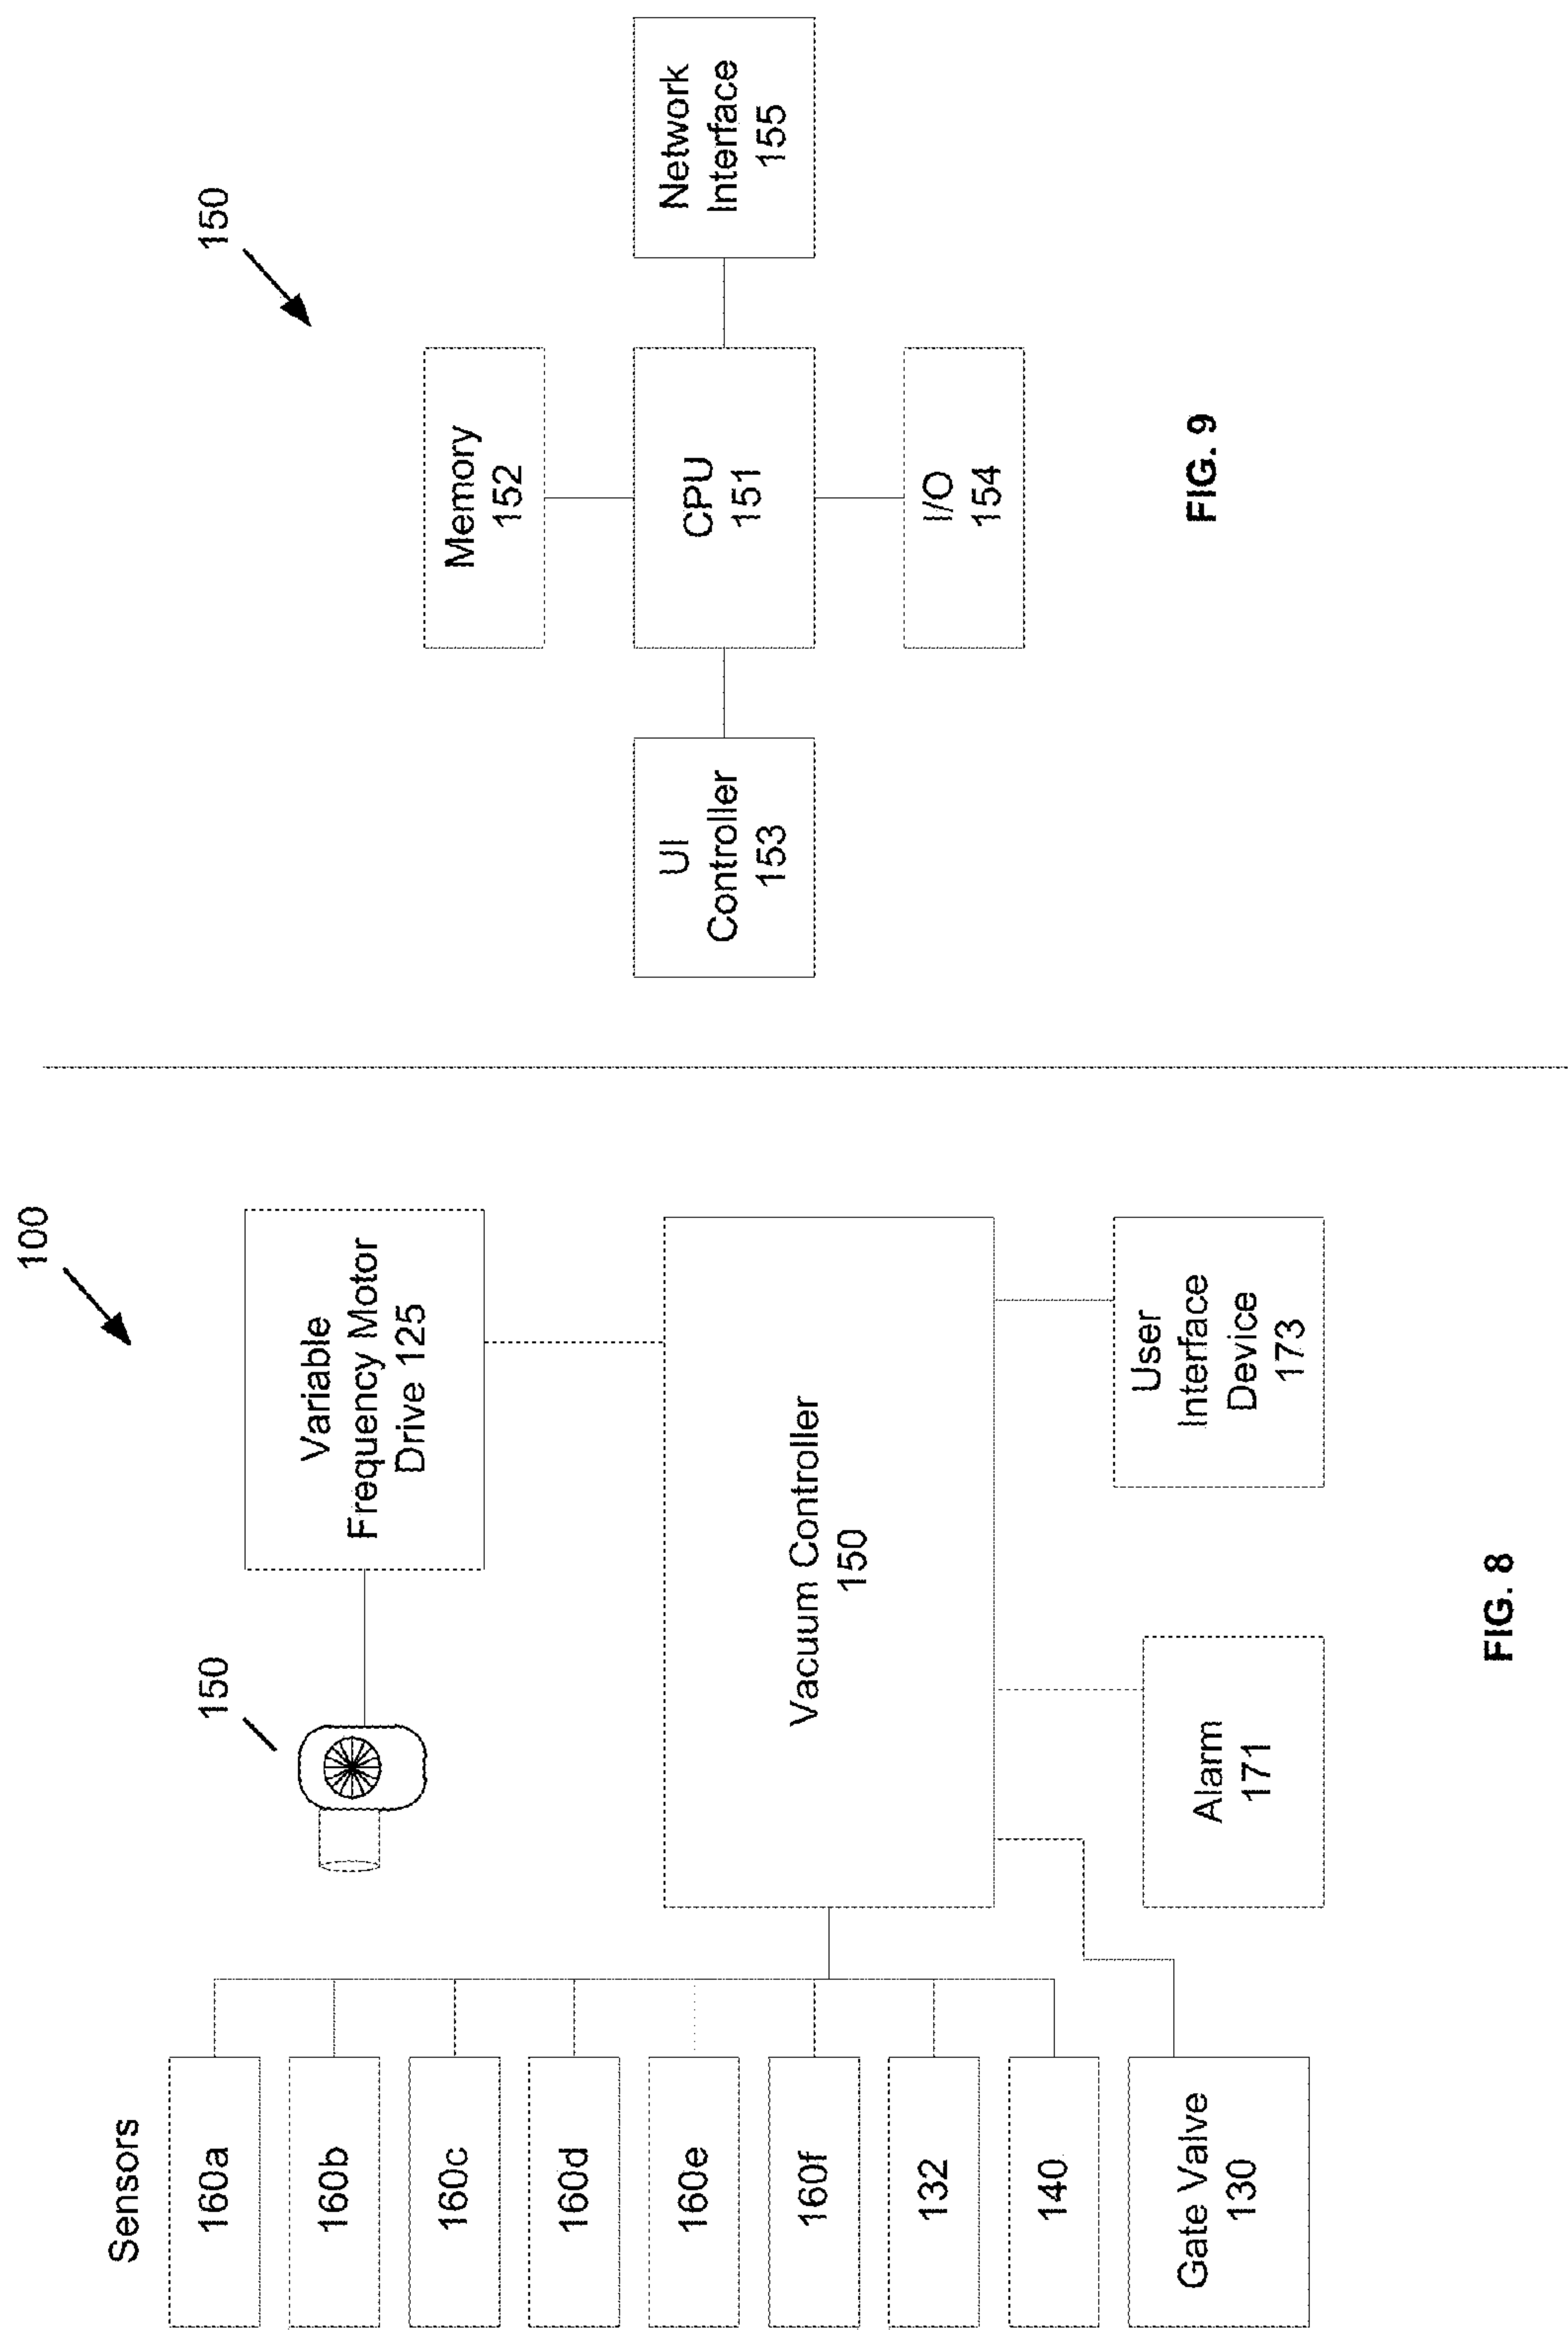 100
Sensors
160a
160b
160c
160d
160e
160f
132
140
Gate Valve
130
150
Variable
Frequency Motor
Drive 125
Vacuum Controller
150
Alarm
171
User
Interface
Device
173
FIG. 8
150
Memory
152
UI
Controller
153
CPU
151
Network
Interface
155
I/O
154
FIG. 9